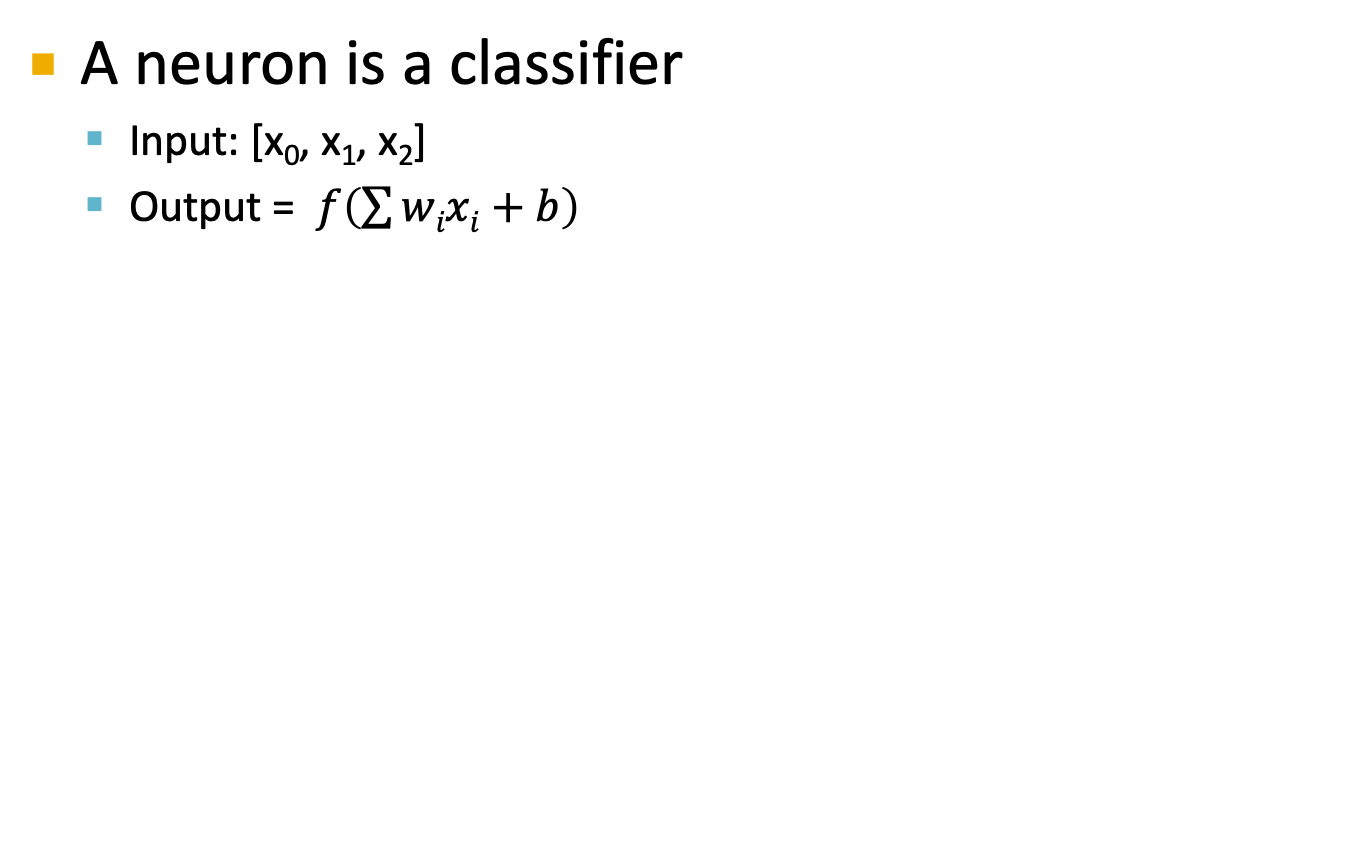 A neuron is a classifier
Input: [x₀, x₁, x₂]
Output = f(∑ wᵢxᵢ + b)